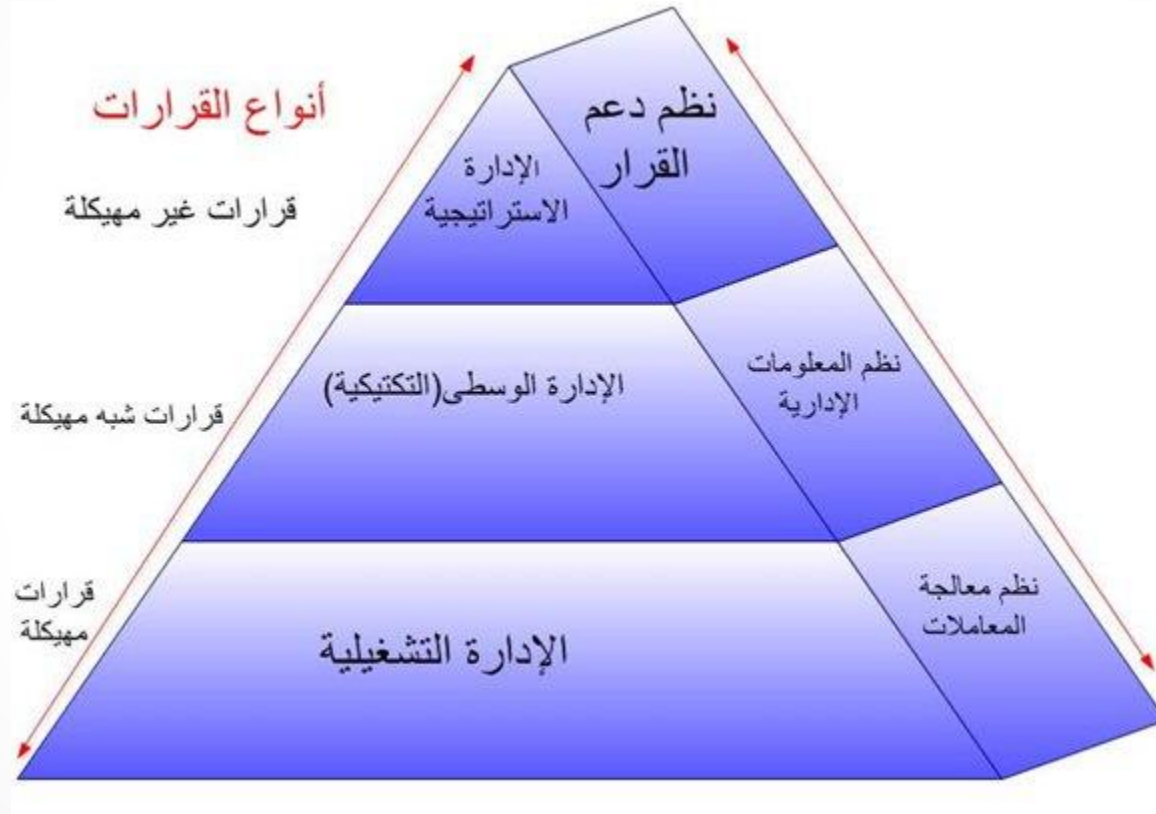 أنواع القرارات
نظم دعم
القرار
الإدارة
الاستراتيجية
قرارات غير مهيكلة
نظم المعلومات
الإدارية
الإدارة الوسطى(التكتيكية)
قرارات شبه مهيكلة
نظم معالجة
المعاملات
الإدارة التشغيلية
قرارات
مهيكلة